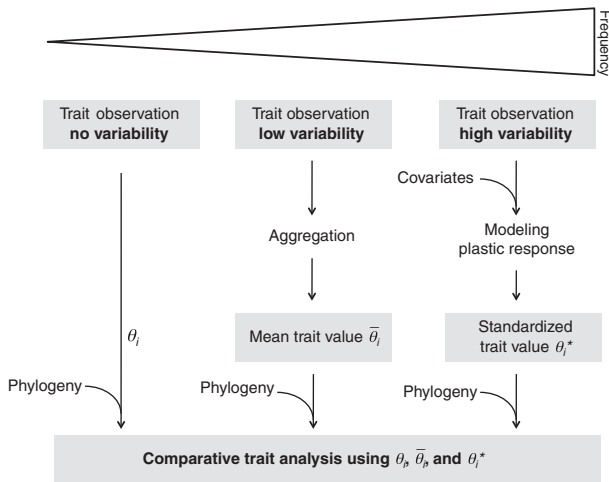 Frequency
Trait observation
no variability
Trait observation
low variability
Trait observation
high variability
Covariates
Aggregation
Modeling
plastic response
θᵢ
Mean trait value θ̅ᵢ
Standardized
trait value θᵢ*
Phylogeny
Phylogeny
Phylogeny
Comparative trait analysis using θᵢ, θ̅ᵢ, and θᵢ*